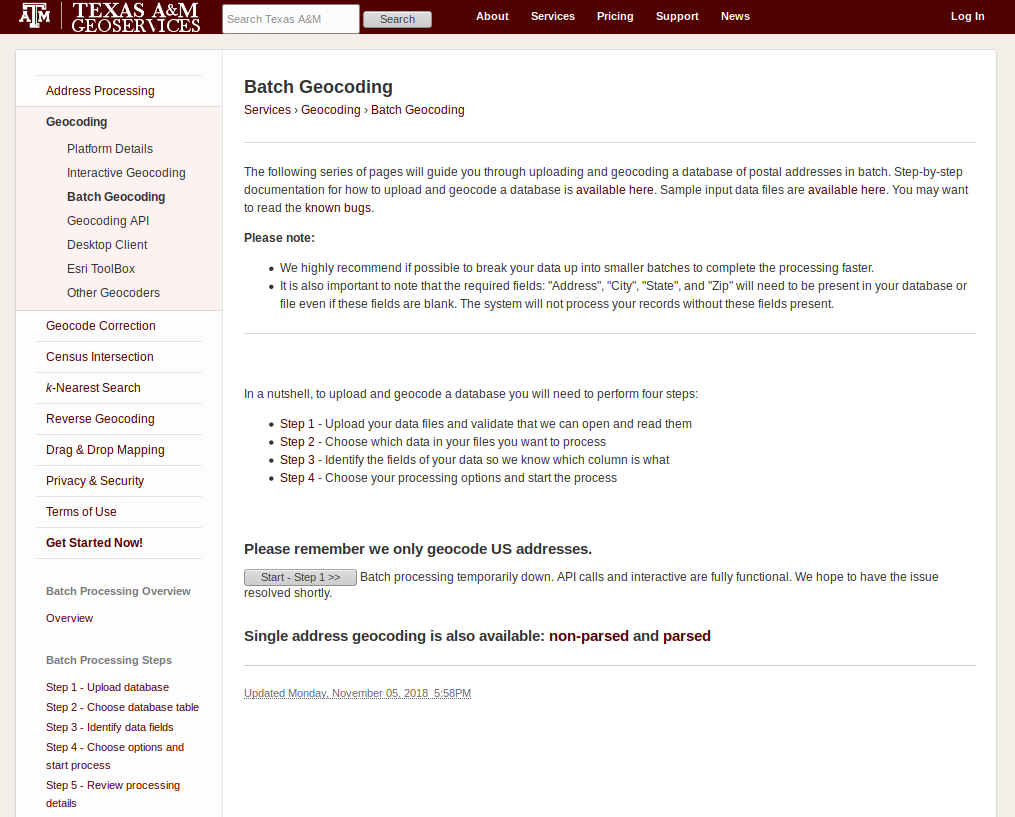 ATM TEXAS A&M
GEOSERVICES
Search Texas A&M
Search
About Services Pricing Support News
Log In
Address Processing
Geocoding
Platform Details
Interactive Geocoding
Batch Geocoding
Geocoding API
Desktop Client
Esri ToolBox
Other Geocoders
Geocode Correction
Census Intersection
k-Nearest Search
Reverse Geocoding
Drag & Drop Mapping
Privacy & Security
Terms of Use
Get Started Now!
Batch Processing Overview
Overview
Batch Processing Steps
Step 1 - Upload database
Step 2 - Choose database table
Step 3 - Identify data fields
Step 4 - Choose options and
start process
Step 5 - Review processing
details
Batch Geocoding
Services › Geocoding › Batch Geocoding
The following series of pages will guide you through uploading and geocoding a database of postal addresses in batch. Step-by-step
documentation for how to upload and geocode a database is available here. Sample input data files are available here. You may want
to read the known bugs.
Please note:
• We highly recommend if possible to break your data up into smaller batches to complete the processing faster.
• It is also important to note that the required fields: "Address", "City", "State", and "Zip" will need to be present in your database or
file even if these fields are blank. The system will not process your records without these fields present.
In a nutshell, to upload and geocode a database you will need to perform four steps:
• Step 1 - Upload your data files and validate that we can open and read them
• Step 2 - Choose which data in your files you want to process
• Step 3 - Identify the fields of your data so we know which column is what
• Step 4 - Choose your processing options and start the process
Please remember we only geocode US addresses.
Start - Step 1 >> Batch processing temporarily down. API calls and interactive are fully functional. We hope to have the issue
resolved shortly.
Single address geocoding is also available: non-parsed and parsed
Updated Monday, November 05, 2018 5:58PM